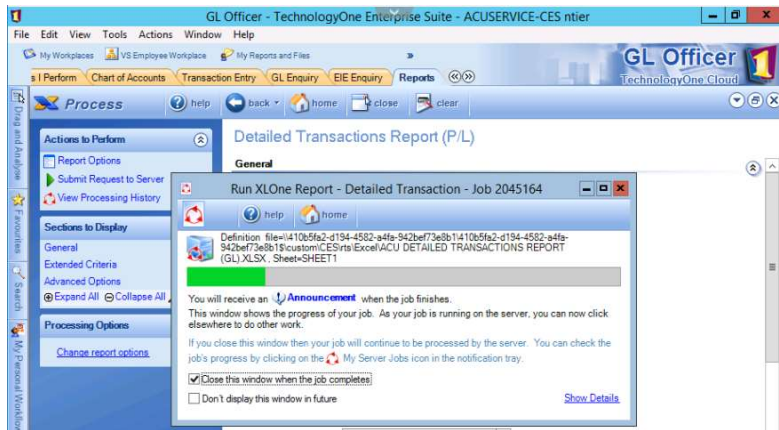 GL Officer - TechnologyOne Enterprise Suite - ACUSERVICE-CES ntier
File Edit View Tools Actions Window Help
My Workplaces VS Employee Workplace My Reports and Files »
GL Officer
TechnologyOne Cloud
s I Perform Chart of Accounts Transaction Entry GL Enquiry EIE Enquiry Reports
Process help back home close clear
Drag and Analyse
Favourites
Search
My Personal Workflow
Actions to Perform
Report Options
Submit Request to Server
View Processing History
Sections to Display
General
Extended Criteria
Advanced Options
Expand All Collapse All
Processing Options
Change report options
Detailed Transactions Report (P/L)
General
Run XLOne Report - Detailed Transaction - Job 2045164
help home
Definition file=\\410b5fa2-d194-4582-a4fa-942bef73e8b1\410b5fa2-d194-4582-a4fa-
942bef73e8b1$\custom\CES\rts\Excel\ACU DETAILED TRANSACTIONS REPORT
(GL).XLSX , Sheet=SHEET1
You will receive an Announcement when the job finishes.
This window shows the progress of your job. As your job is running on the server, you can now click
elsewhere to do other work.
If you close this window then your job will continue to be processed by the server. You can check the
job's progress by clicking on the My Server Jobs icon in the notification tray.
Close this window when the job completes
Don't display this window in future
Show Details